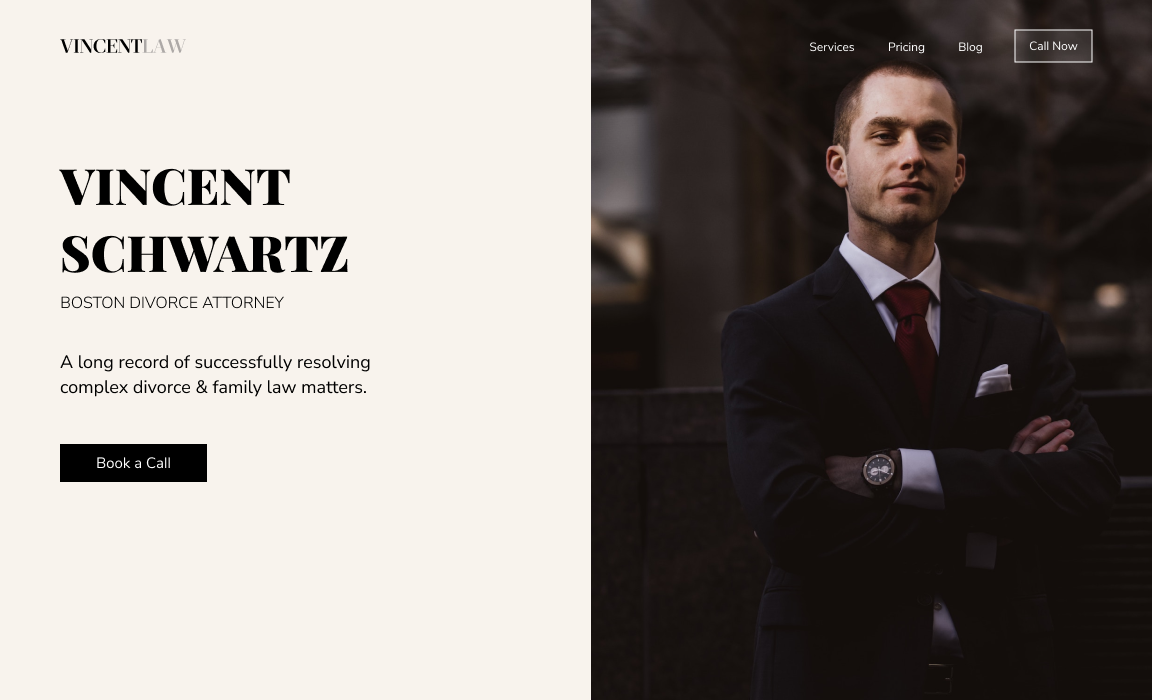 VINCENTLAW
Services
Pricing
Blog
Call Now
VINCENT
SCHWARTZ
BOSTON DIVORCE ATTORNEY
A long record of successfully resolving
complex divorce & family law matters.
Book a Call